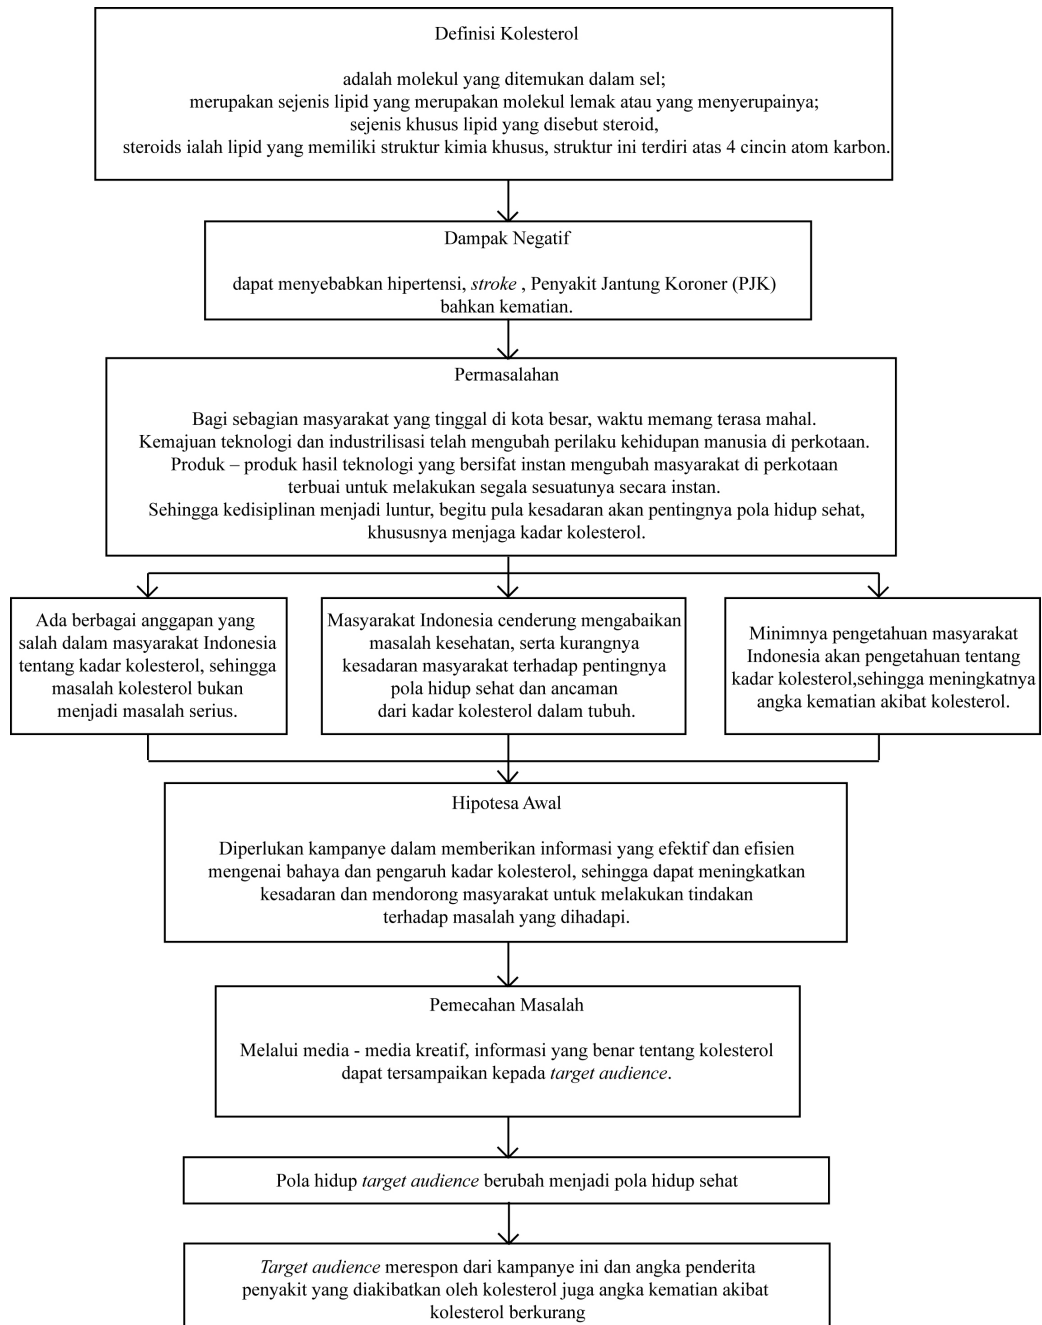 Definisi Kolesterol
adalah molekul yang ditemukan dalam sel;
merupakan sejenis lipid yang merupakan molekul lemak atau yang menyerupainya;
sejenis khusus lipid yang disebut steroid,
steroids ialah lipid yang memiliki struktur kimia khusus, struktur ini terdiri atas 4 cincin atom karbon.
Dampak Negatif
dapat menyebabkan hipertensi, stroke , Penyakit Jantung Koroner (PJK)
bahkan kematian.
Permasalahan
Bagi sebagian masyarakat yang tinggal di kota besar, waktu memang terasa mahal.
Kemajuan teknologi dan industrilisasi telah mengubah perilaku kehidupan manusia di perkotaan.
Produk – produk hasil teknologi yang bersifat instan mengubah masyarakat di perkotaan
terbuai untuk melakukan segala sesuatunya secara instan.
Sehingga kedisiplinan menjadi luntur, begitu pula kesadaran akan pentingnya pola hidup sehat,
khususnya menjaga kadar kolesterol.
Ada berbagai anggapan yang
salah dalam masyarakat Indonesia
tentang kadar kolesterol, sehingga
masalah kolesterol bukan
menjadi masalah serius.
Masyarakat Indonesia cenderung mengabaikan
masalah kesehatan, serta kurangnya
kesadaran masyarakat terhadap pentingnya
pola hidup sehat dan ancaman
dari kadar kolesterol dalam tubuh.
Minimnya pengetahuan masyarakat
Indonesia akan pengetahuan tentang
kadar kolesterol,sehingga meningkatnya
angka kematian akibat kolesterol.
Hipotesa Awal
Diperlukan kampanye dalam memberikan informasi yang efektif dan efisien
mengenai bahaya dan pengaruh kadar kolesterol, sehingga dapat meningkatkan
kesadaran dan mendorong masyarakat untuk melakukan tindakan
terhadap masalah yang dihadapi.
Pemecahan Masalah
Melalui media - media kreatif, informasi yang benar tentang kolesterol
dapat tersampaikan kepada target audience.
Pola hidup target audience berubah menjadi pola hidup sehat
Target audience merespon dari kampanye ini dan angka penderita
penyakit yang diakibatkan oleh kolesterol juga angka kematian akibat
kolesterol berkurang